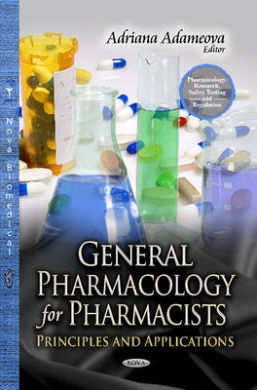 Adriana Adameova
Editor
Pharmacology
Research,
Safety Testing
and
Regulation
Nova Biomedical
GENERAL
PHARMACOLOGY
for PHARMACISTS
PRINCIPLES AND APPLICATIONS
NOVA